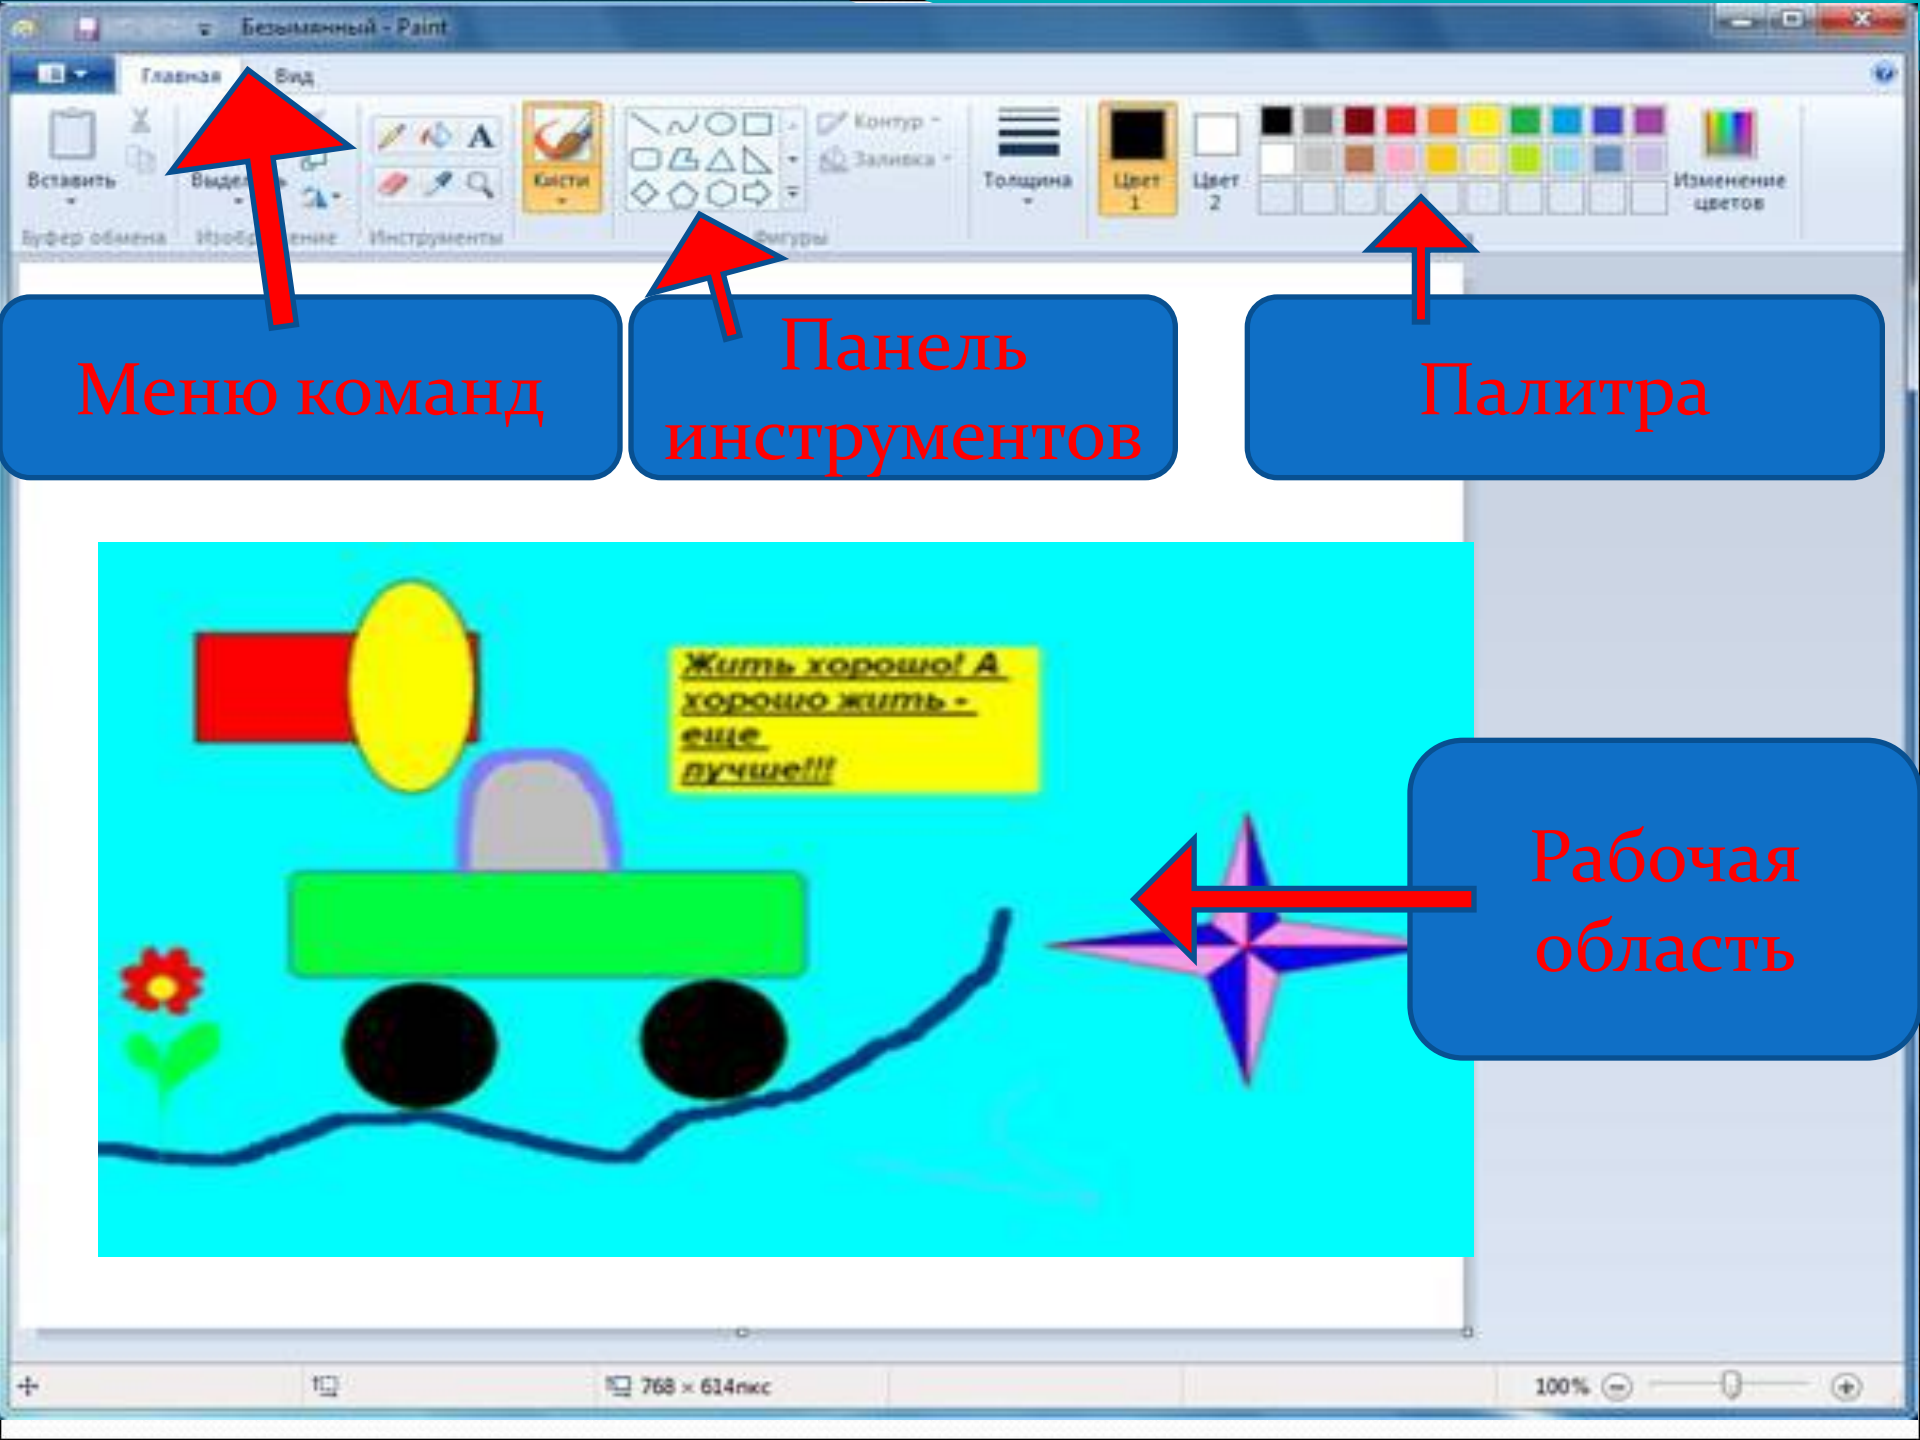 Безымянный - Paint
Главная
Вид
Вставить
Кисти
Контур
Заливка
Толщина
Цвет
1
Цвет
2
Изменение
цветов
Буфер обмена
Инструменты
Фигуры
Меню команд
Панель
инструментов
Палитра
Жить хорошо! А
хорошо жить -
еще
лучше!!!
Рабочая
область
768 × 614пкс
100%